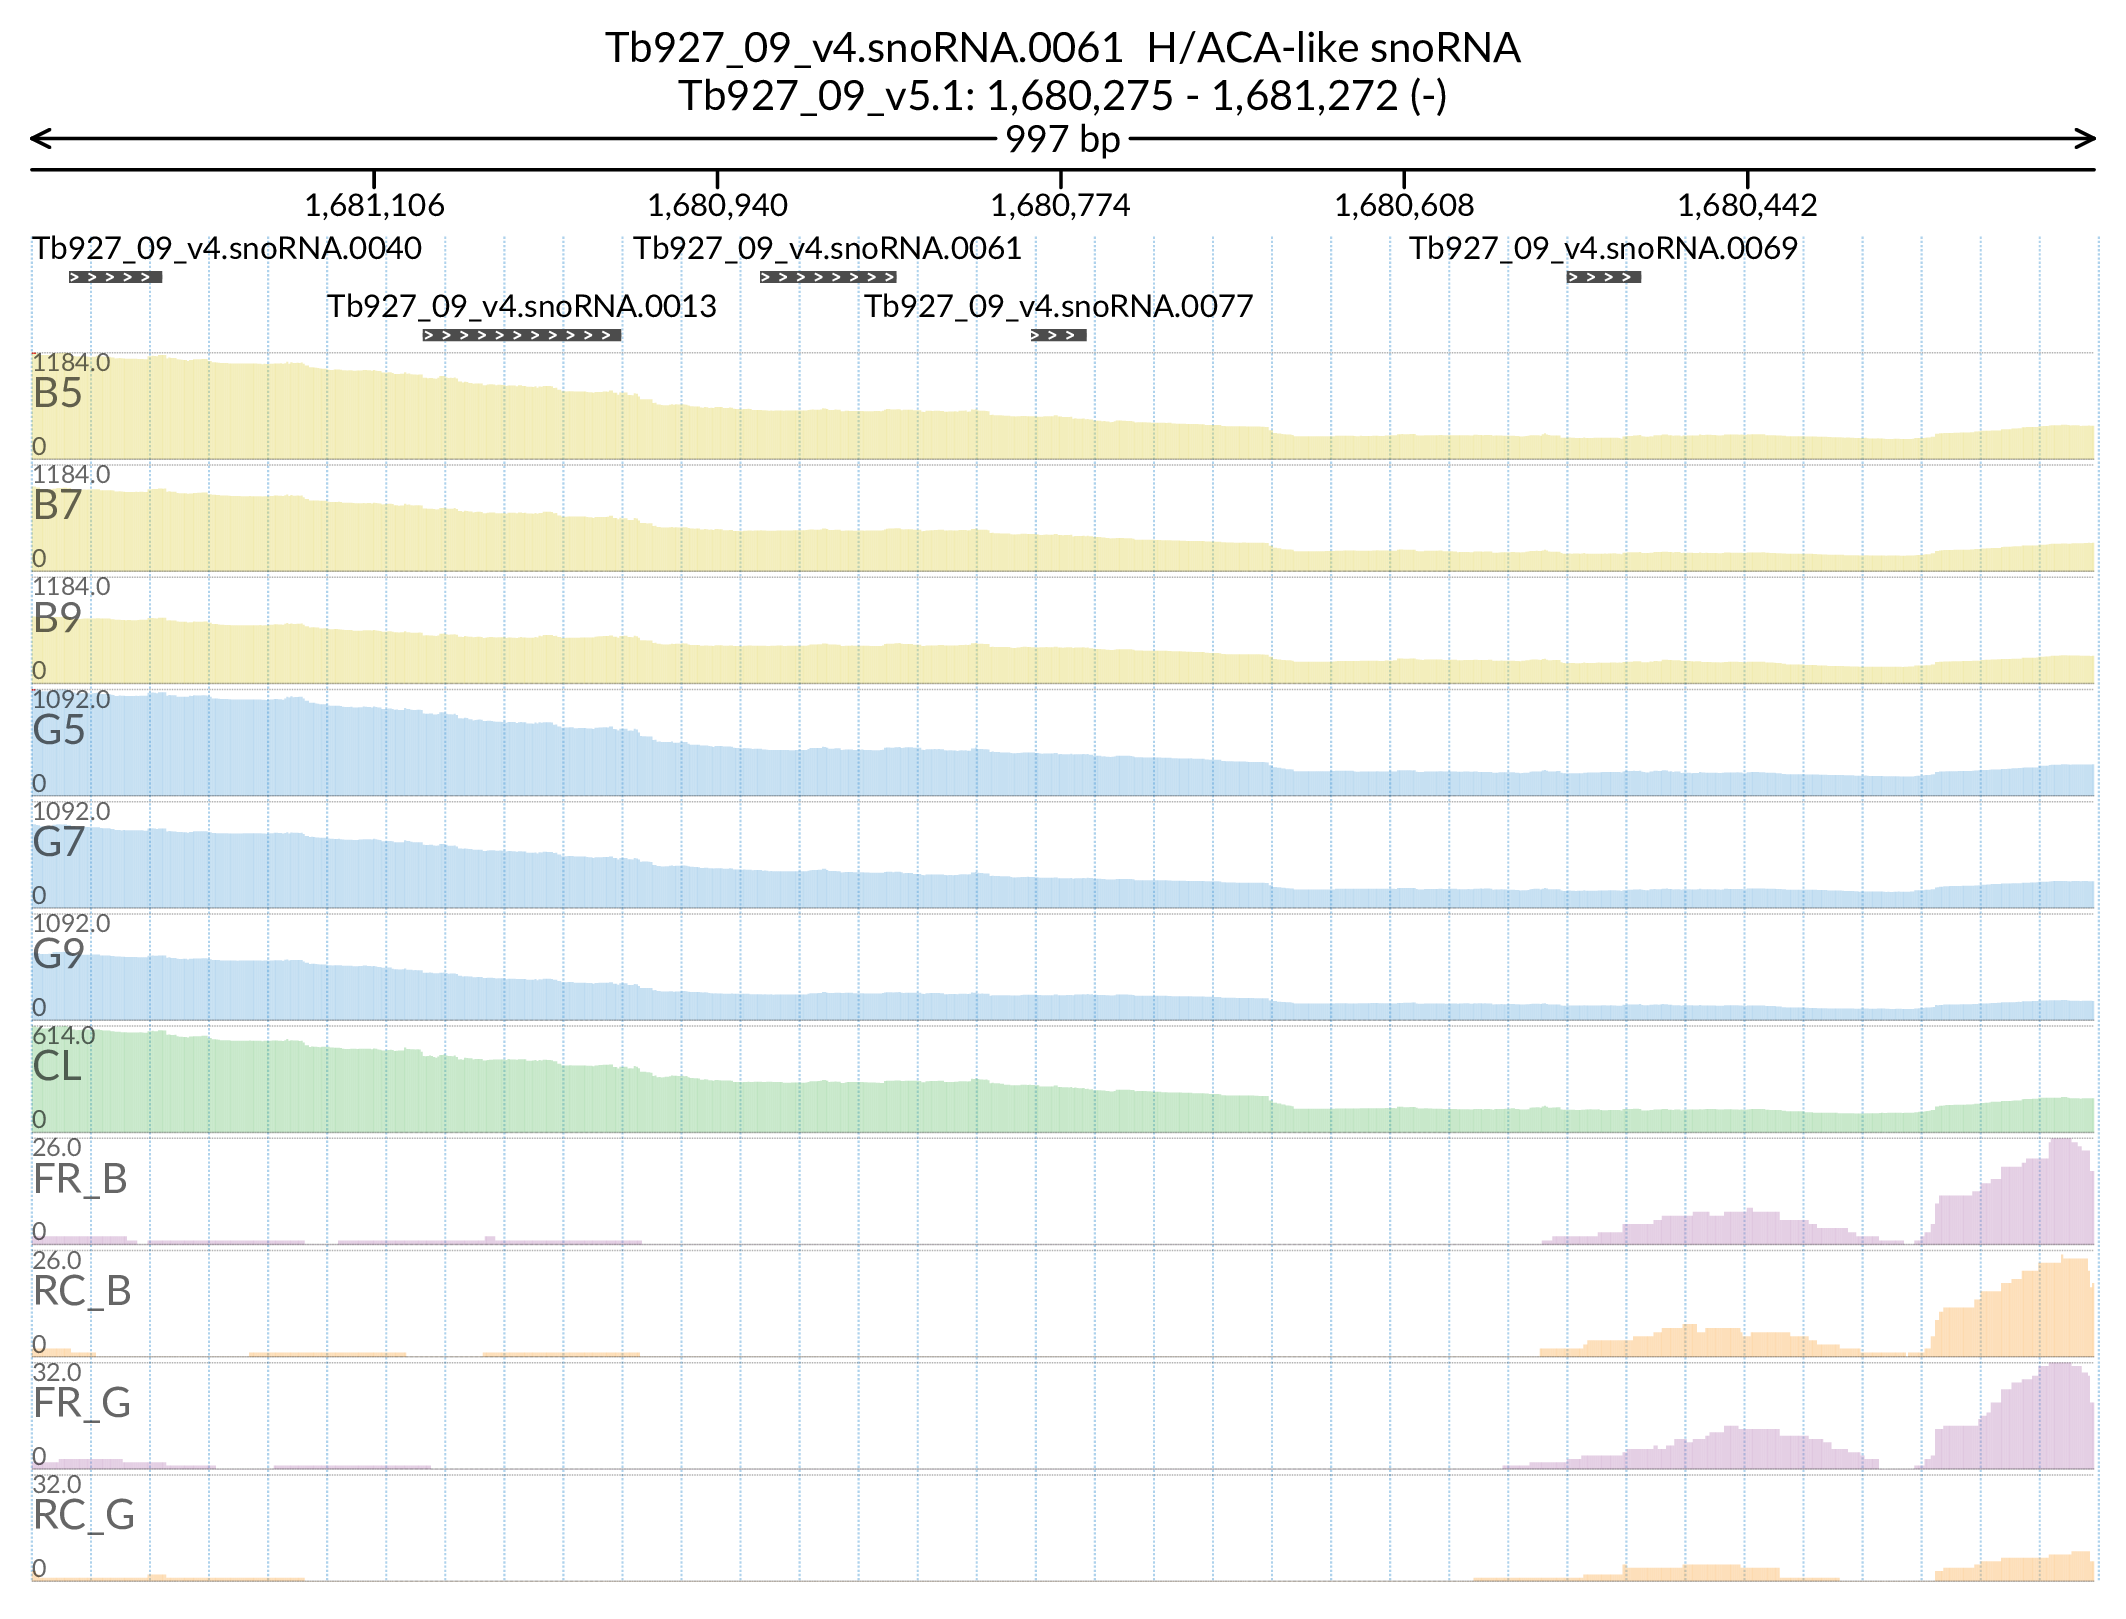 Tb927_09_v4.snoRNA.0061 H/ACA-like snoRNA
Tb927_09_v5.1: 1,680,275 - 1,681,272 (-)
997 bp
1,681,106 1,680,940 1,680,774 1,680,608 1,680,442
Tb927_09_v4.snoRNA.0040 Tb927_09_v4.snoRNA.0061 Tb927_09_v4.snoRNA.0069
Tb927_09_v4.snoRNA.0013 Tb927_09_v4.snoRNA.0077
1184.0
B5
0
1184.0
B7
0
1184.0
B9
0
1092.0
G5
0
1092.0
G7
0
1092.0
G9
0
614.0
CL
0
26.0
FR_B
0
26.0
RC_B
0
32.0
FR_G
0
32.0
RC_G
0